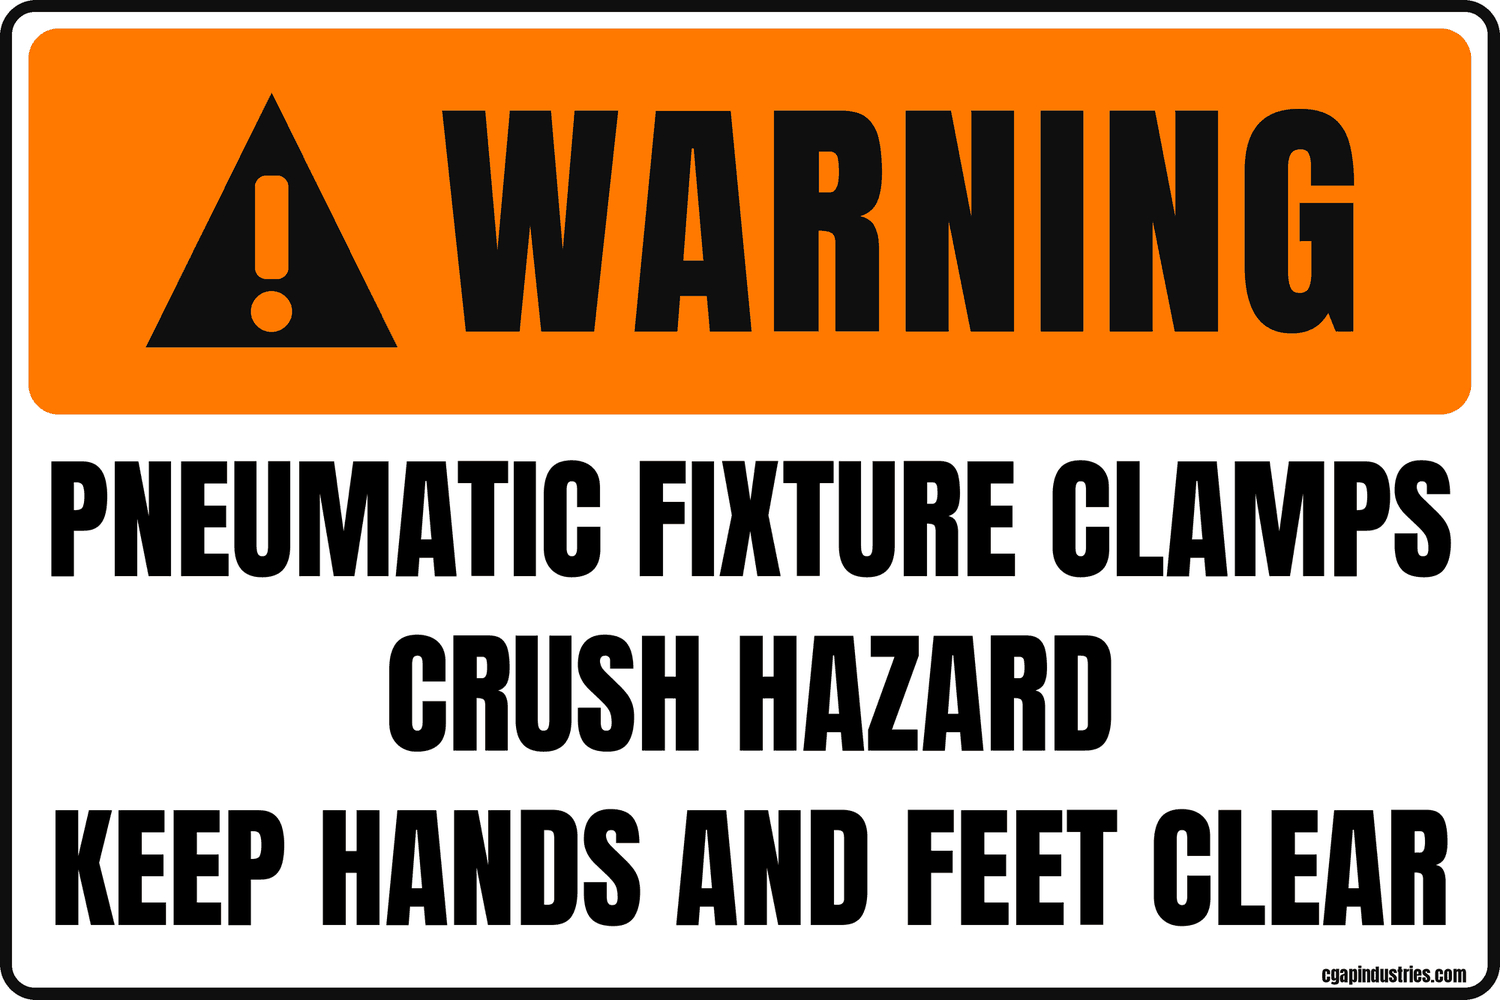 WARNING
PNEUMATIC FIXTURE CLAMPS
CRUSH HAZARD
KEEP HANDS AND FEET CLEAR
cgapindustries.com